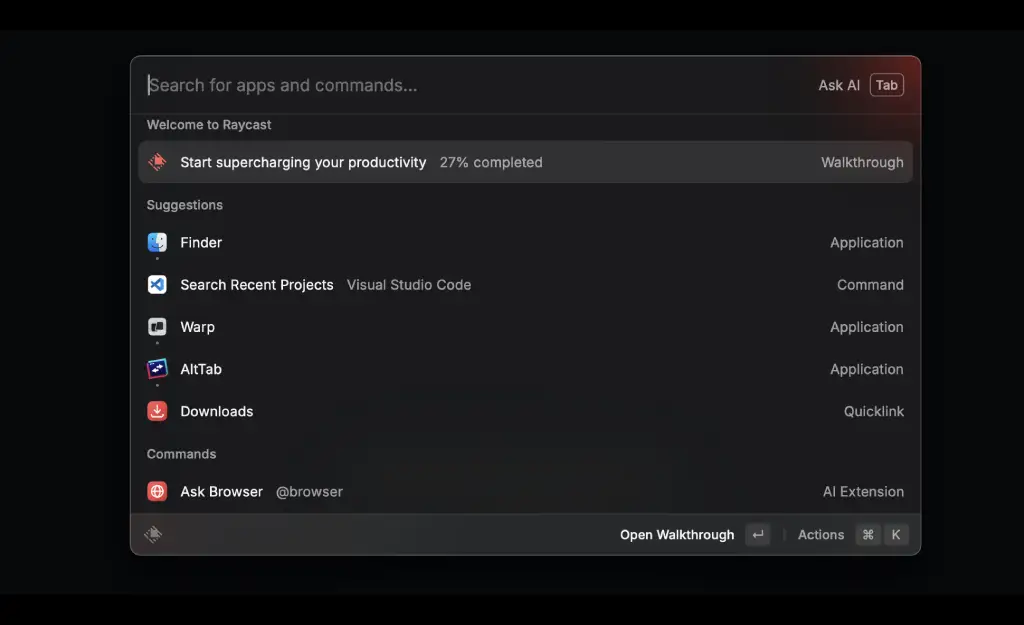 Search for apps and commands... Ask AI Tab
Welcome to Raycast
Start supercharging your productivity 27% completed Walkthrough
Suggestions
Finder Application
Search Recent Projects Visual Studio Code Command
Warp Application
AltTab Application
Downloads Quicklink
Commands
Ask Browser @browser AI Extension
Open Walkthrough ↵ Actions ⌘ K